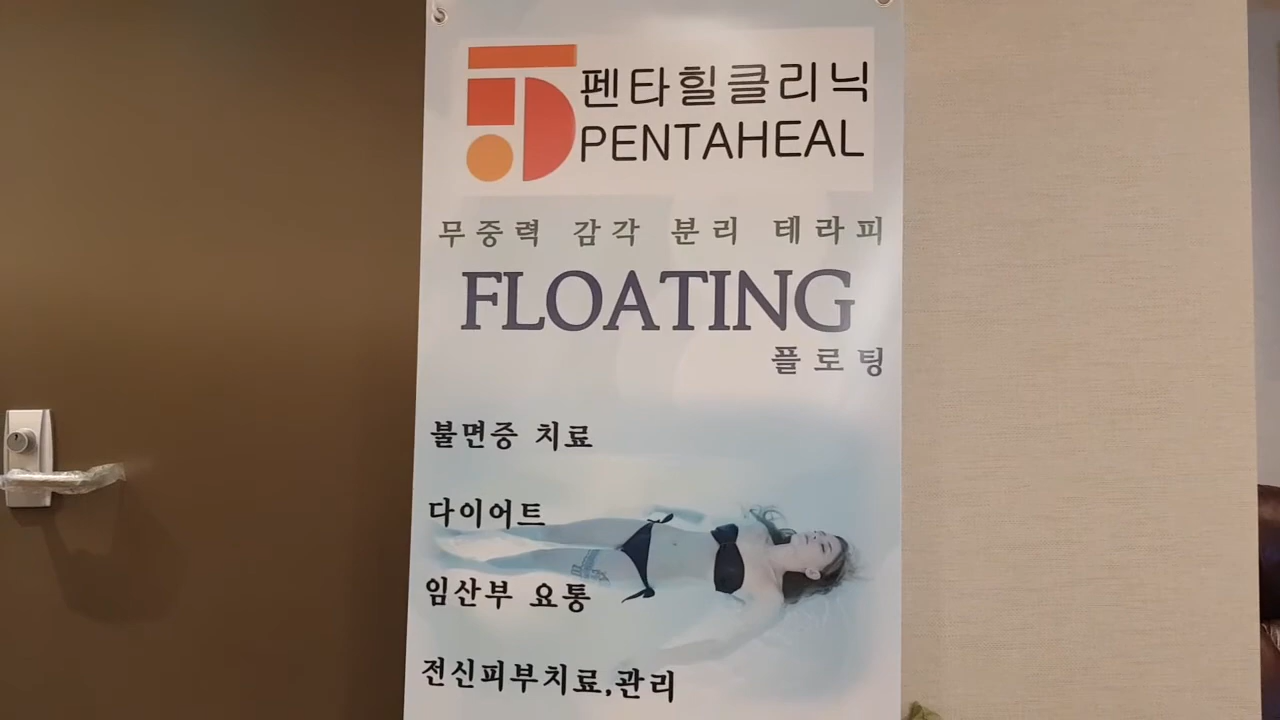 펜타힐클리닉
PENTAHEAL
무중력 감각 분리 테라피
FLOATING
플로팅
불면증 치료
다이어트
임산부 요통
전신피부치료,관리